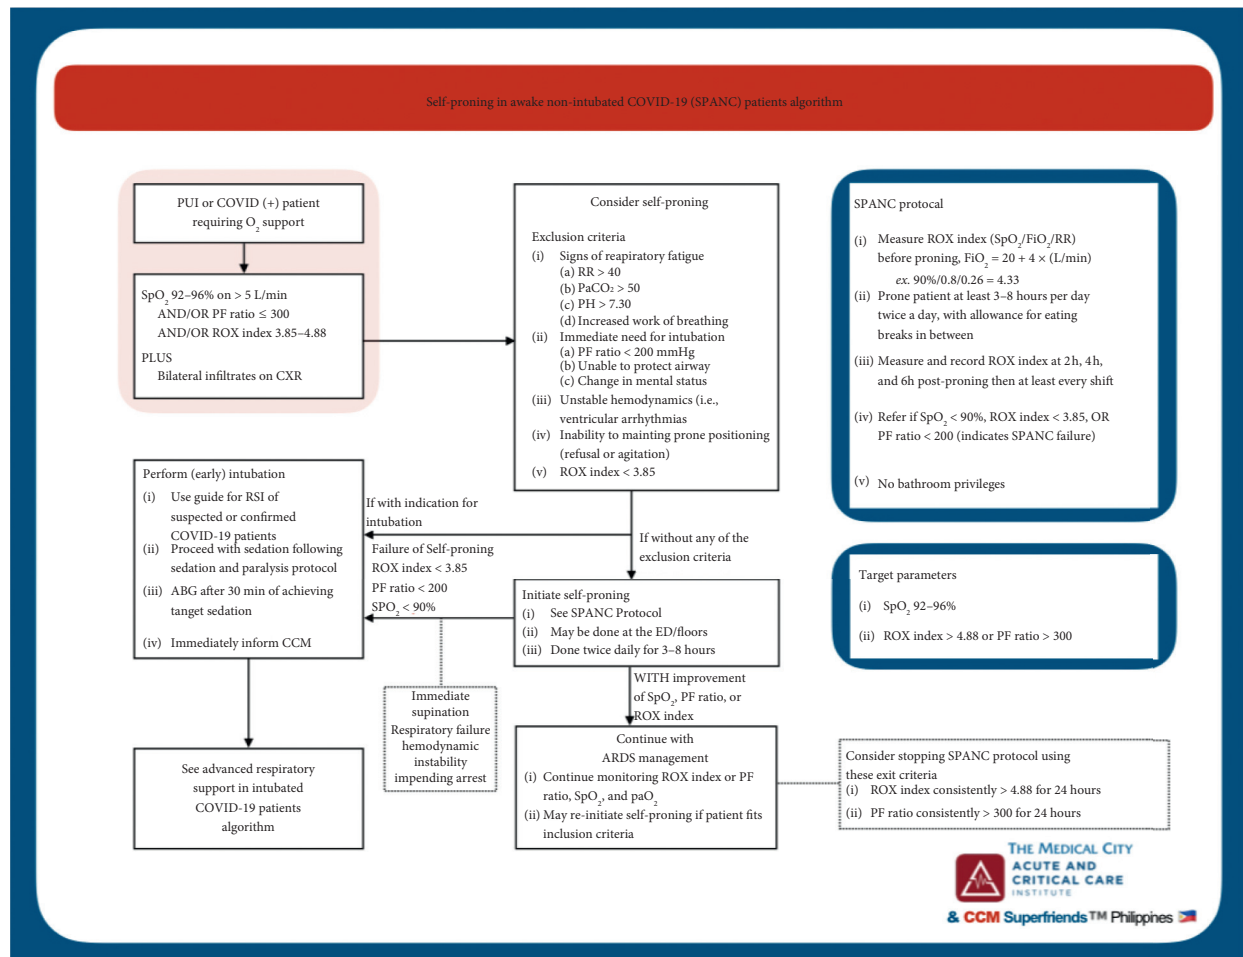 Self-proning in awake non-intubated COVID-19 (SPANC) patients algorithm
PUI or COVID (+) patient
requiring O₂ support
SpO₂ 92–96% on > 5 L/min
AND/OR PF ratio ≤ 300
AND/OR ROX index 3.85–4.88
PLUS
Bilateral infiltrates on CXR
Consider self-proning
Exclusion criteria
(i) Signs of reapiratory fatigue
(a) RR > 40
(b) PaCO₂ > 50
(c) PH > 7.30
(d) Increased work of breathing
(ii) Immediate need for intubation
(a) PF ratio < 200 mmHg
(b) Unable to protect airway
(c) Change in mental status
(iii) Unstable hemodynamics (i.e.,
ventricular arrhythmias
(iv) Inability to mainting prone positioning
(refusal or agitation)
(v) ROX index < 3.85
SPANC protocal
(i) Measure ROX index (SpO₂/FiO₂/RR)
before proning, FiO₂ = 20 + 4 × (L/min)
ex. 90%/0.8/0.26 = 4.33
(ii) Prone patient at least 3–8 hours per day
twice a day, with allowance for eating
breaks in between
(iii) Measure and record ROX index at 2 h, 4 h,
and 6 h post-proning then at least every shift
(iv) Refer if SpO₂ < 90%, ROX index < 3.85, OR
PF ratio < 200 (indicates SPANC failure)
(v) No bathroom privileges
Perform (early) intubation
(i) Use guide for RSI of
suspected or confirmed
COVID-19 patients
(ii) Proceed with sedation following
sedation and paralysis protocol
(iii) ABG after 30 min of achieving
tanget sedation
(iv) Immediately inform CCM
If with indication for
intubation
Failure of Self-proning
ROX index < 3.85
PF ratio < 200
SPO₂ < 90%
If without any of the
exclusion criteria
Initiate self-proning
(i) See SPANC Protocol
(ii) May be done at the ED/floors
(iii) Done twice daily for 3–8 hours
Target parameters
(i) SpO₂ 92–96%
(ii) ROX index > 4.88 or PF ratio > 300
Immediate
supination
Respiratory failure
hemodynamic
instability
impending arrest
WITH improvement
of SpO₂, PF ratio, or
ROX index
See advanced respiratory
support in intubated
COVID-19 patients
algorithm
Continue with
ARDS management
(i) Continue monitoring ROX index or PF
ratio, SpO₂, and paO₂
(ii) May re-initiate self-proning if patient fits
inclusion criteria
Consider stopping SPANC protocol using
these exit criteria
(i) ROX index consistently > 4.88 for 24 hours
(ii) PF ratio consistently > 300 for 24 hours
THE MEDICAL CITY
ACUTE AND
CRITICAL CARE
INSTITUTE
& CCM Superfriends™ Philippines